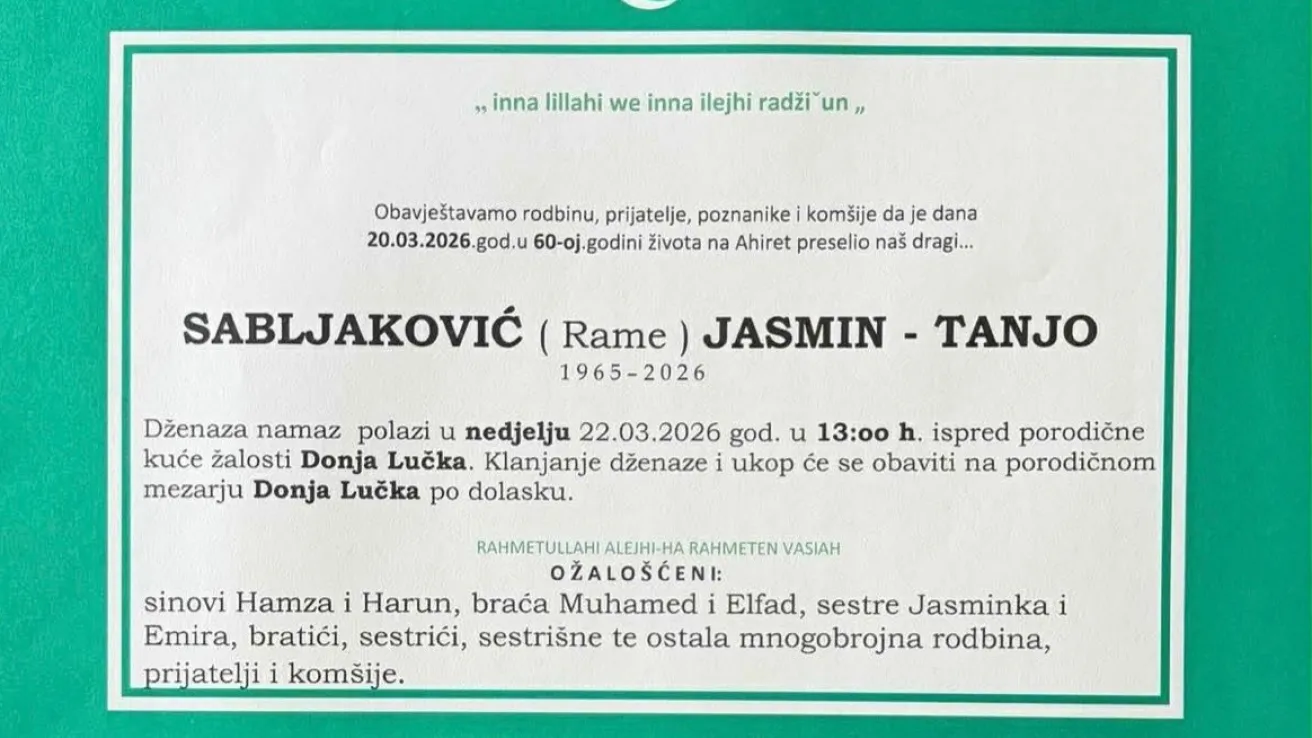 „ inna lillahi we inna ilejhi radžiˇun „
Obavještavamo rodbinu, prijatelje, poznanike i komšije da je dana
20.03.2026.god.u 60-oj.godini života na Ahiret preselio naš dragi...
SABLJAKOVIĆ ( Rame ) JASMIN - TANJO
1965-2026
Dženaza namaz polazi u nedjelju 22.03.2026 god. u 13:oo h. ispred porodične
kuće žalosti Donja Lučka. Klanjanje dženaze i ukop će se obaviti na porodičnom
mezarju Donja Lučka po dolasku.
RAHMETULLAHI ALEJHI-HA RAHMETEN VASIAH
OŽALOŠĆENI:
sinovi Hamza i Harun, braća Muhamed i Elfad, sestre Jasminka i
Emira, bratići, sestrići, sestrišne te ostala mnogobrojna rodbina,
prijatelji i komšije.